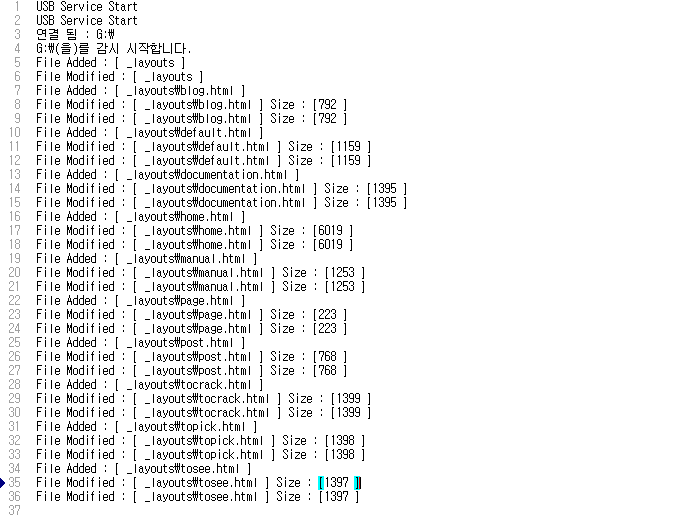 1 USB Service Start
2 USB Service Start
3 연결 됨 : G:₩
4 G:₩(을)를 감시 시작합니다.
5 File Added : [ _layouts ]
6 File Modified : [ _layouts ]
7 File Added : [ _layouts₩blog.html ]
8 File Modified : [ _layouts₩blog.html ] Size : [792 ]
9 File Modified : [ _layouts₩blog.html ] Size : [792 ]
10 File Added : [ _layouts₩default.html ]
11 File Modified : [ _layouts₩default.html ] Size : [1159 ]
12 File Modified : [ _layouts₩default.html ] Size : [1159 ]
13 File Added : [ _layouts₩documentation.html ]
14 File Modified : [ _layouts₩documentation.html ] Size : [1395 ]
15 File Modified : [ _layouts₩documentation.html ] Size : [1395 ]
16 File Added : [ _layouts₩home.html ]
17 File Modified : [ _layouts₩home.html ] Size : [6019 ]
18 File Modified : [ _layouts₩home.html ] Size : [6019 ]
19 File Added : [ _layouts₩manual.html ]
20 File Modified : [ _layouts₩manual.html ] Size : [1253 ]
21 File Modified : [ _layouts₩manual.html ] Size : [1253 ]
22 File Added : [ _layouts₩page.html ]
23 File Modified : [ _layouts₩page.html ] Size : [223 ]
24 File Modified : [ _layouts₩page.html ] Size : [223 ]
25 File Added : [ _layouts₩post.html ]
26 File Modified : [ _layouts₩post.html ] Size : [768 ]
27 File Modified : [ _layouts₩post.html ] Size : [768 ]
28 File Added : [ _layouts₩tocrack.html ]
29 File Modified : [ _layouts₩tocrack.html ] Size : [1399 ]
30 File Modified : [ _layouts₩tocrack.html ] Size : [1399 ]
31 File Added : [ _layouts₩topick.html ]
32 File Modified : [ _layouts₩topick.html ] Size : [1398 ]
33 File Modified : [ _layouts₩topick.html ] Size : [1398 ]
34 File Added : [ _layouts₩tosee.html ]
35 File Modified : [ _layouts₩tosee.html ] Size : [1397 ]
36 File Modified : [ _layouts₩tosee.html ] Size : [1397 ]
37